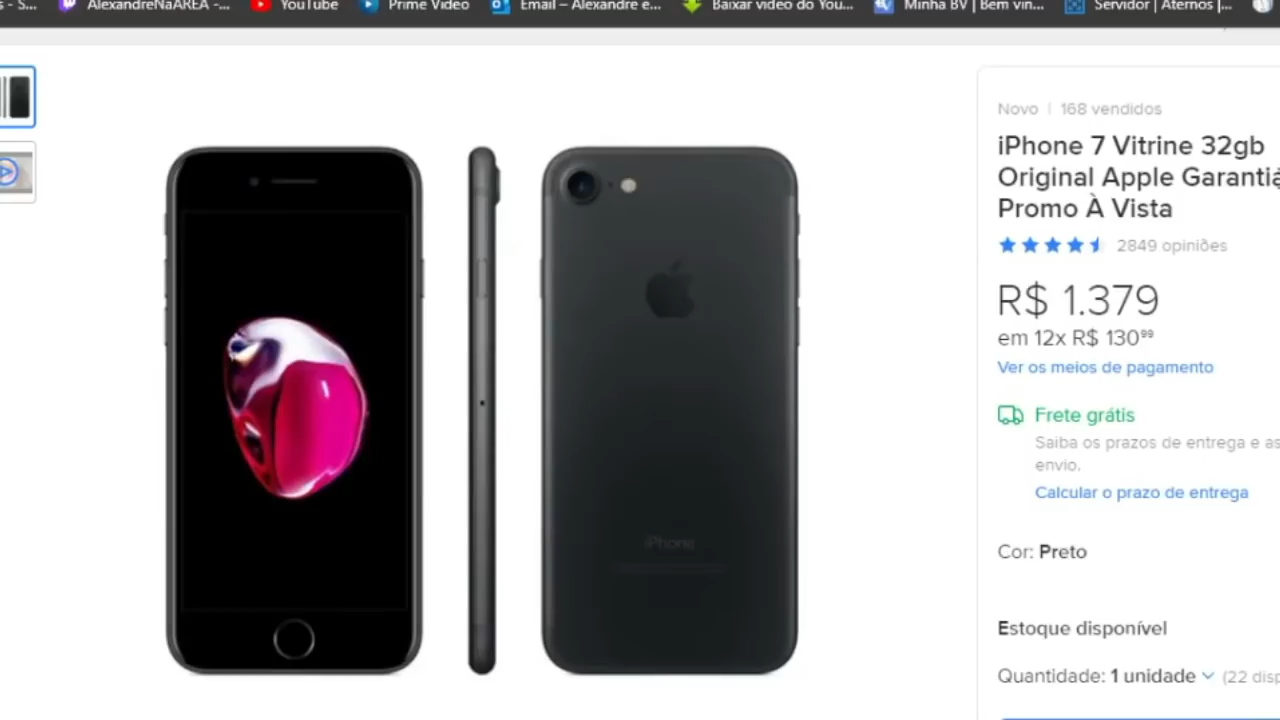 s - S...
AlexandreNaAREA -...
YouTube
Prime Video
Email – Alexandre e...
Baixar vídeo do You...
Minha BV | Bem vin...
Servidor | Aternos |...
Novo | 168 vendidos
iPhone 7 Vitrine 32gb
Original Apple Garantia
Promo À Vista
2849 opiniões
R$ 1.379
em 12x R$ 130⁹⁹
Ver os meios de pagamento
Frete grátis
Saiba os prazos de entrega e as
envio.
Calcular o prazo de entrega
Cor: Preto
Estoque disponível
Quantidade: 1 unidade (22 disp
iPhone